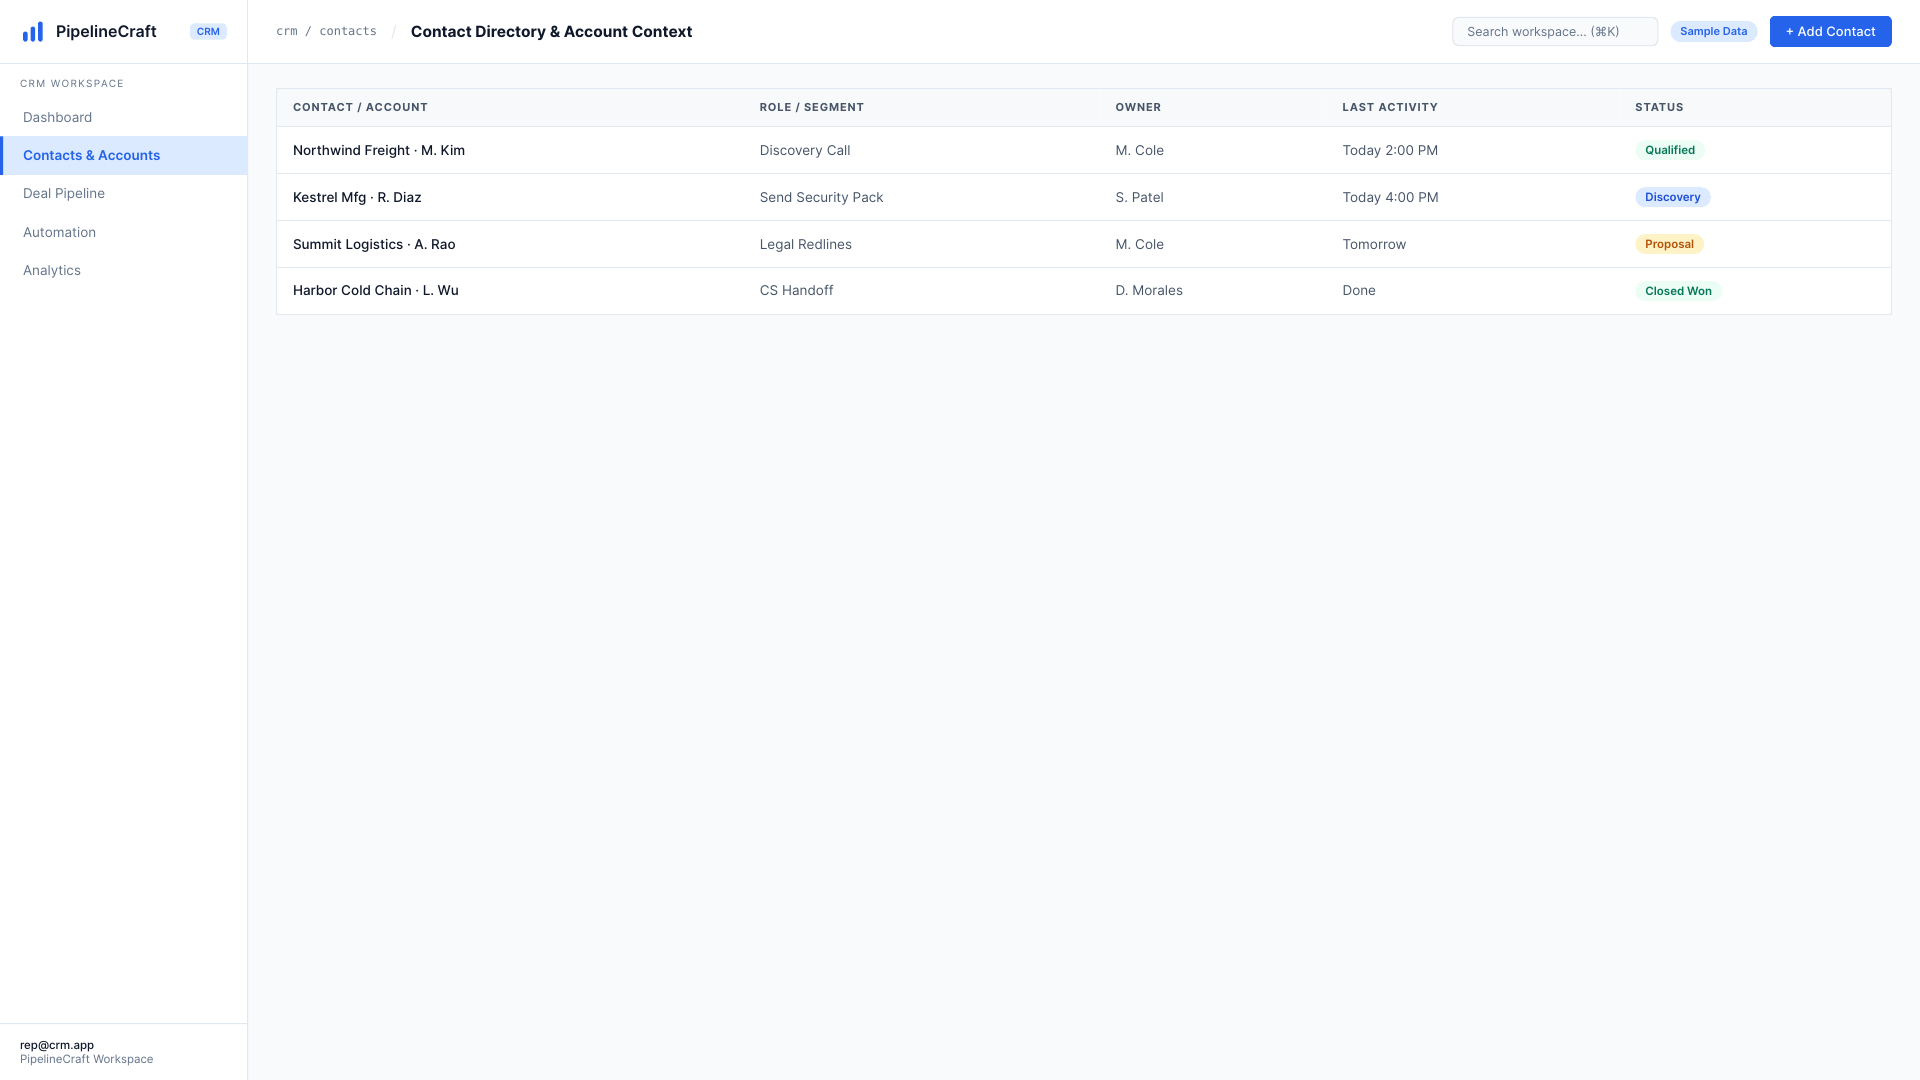 PipelineCraft CRM
crm / contacts / Contact Directory & Account Context
Search workspace... (⌘K) Sample Data + Add Contact
CRM WORKSPACE
Dashboard
Contacts & Accounts
Deal Pipeline
Automation
Analytics
CONTACT / ACCOUNT ROLE / SEGMENT OWNER LAST ACTIVITY STATUS
Northwind Freight · M. Kim Discovery Call M. Cole Today 2:00 PM Qualified
Kestrel Mfg · R. Diaz Send Security Pack S. Patel Today 4:00 PM Discovery
Summit Logistics · A. Rao Legal Redlines M. Cole Tomorrow Proposal
Harbor Cold Chain · L. Wu CS Handoff D. Morales Done Closed Won
rep@crm.app
PipelineCraft Workspace